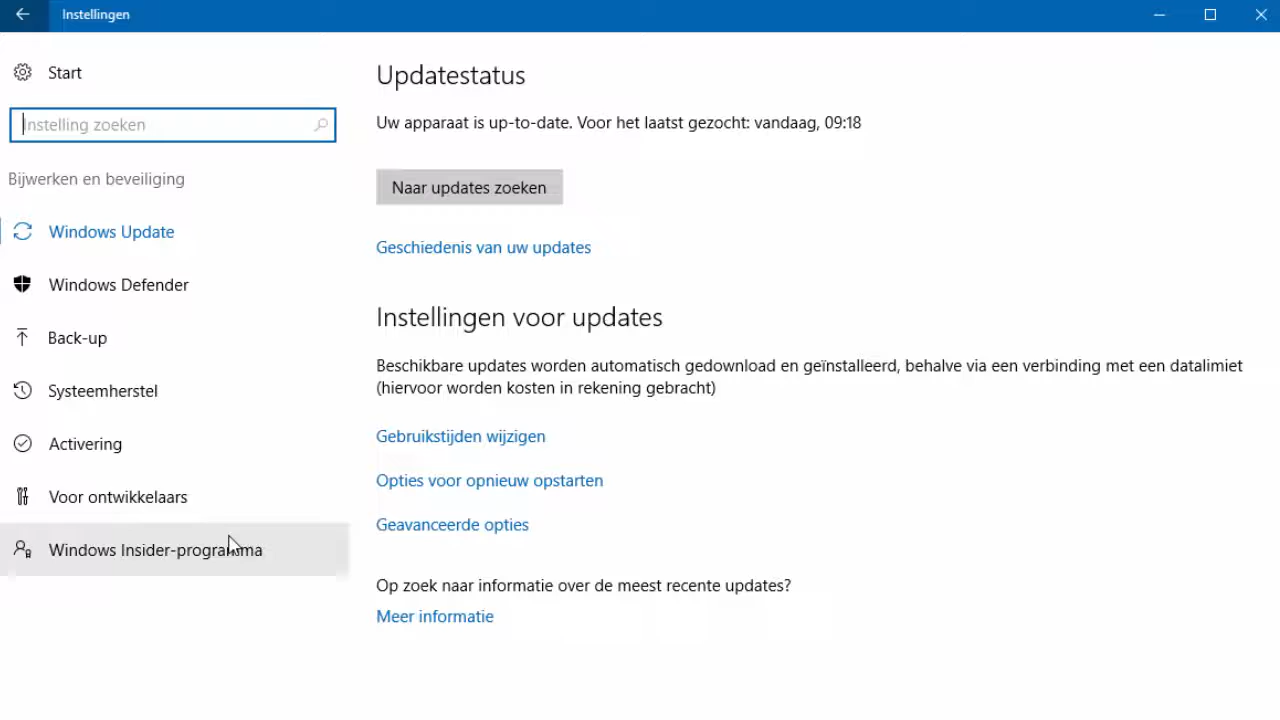 Instellingen
Start
Instelling zoeken
Bijwerken en beveiliging
Windows Update
Windows Defender
Back-up
Systeemherstel
Activering
Voor ontwikkelaars
Windows Insider-programma
Updatestatus
Uw apparaat is up-to-date. Voor het laatst gezocht: vandaag, 09:18
Naar updates zoeken
Geschiedenis van uw updates
Instellingen voor updates
Beschikbare updates worden automatisch gedownload en geïnstalleerd, behalve via een verbinding met een datalimiet
(hiervoor worden kosten in rekening gebracht)
Gebruikstijden wijzigen
Opties voor opnieuw opstarten
Geavanceerde opties
Op zoek naar informatie over de meest recente updates?
Meer informatie